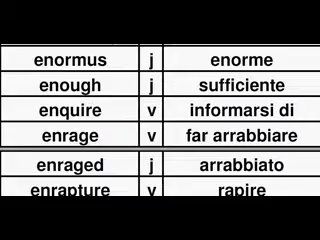 enormus j enorme
enough j sufficiente
enquire v informarsi di
enrage v far arrabbiare
enraged j arrabbiato
enrapture v rapire